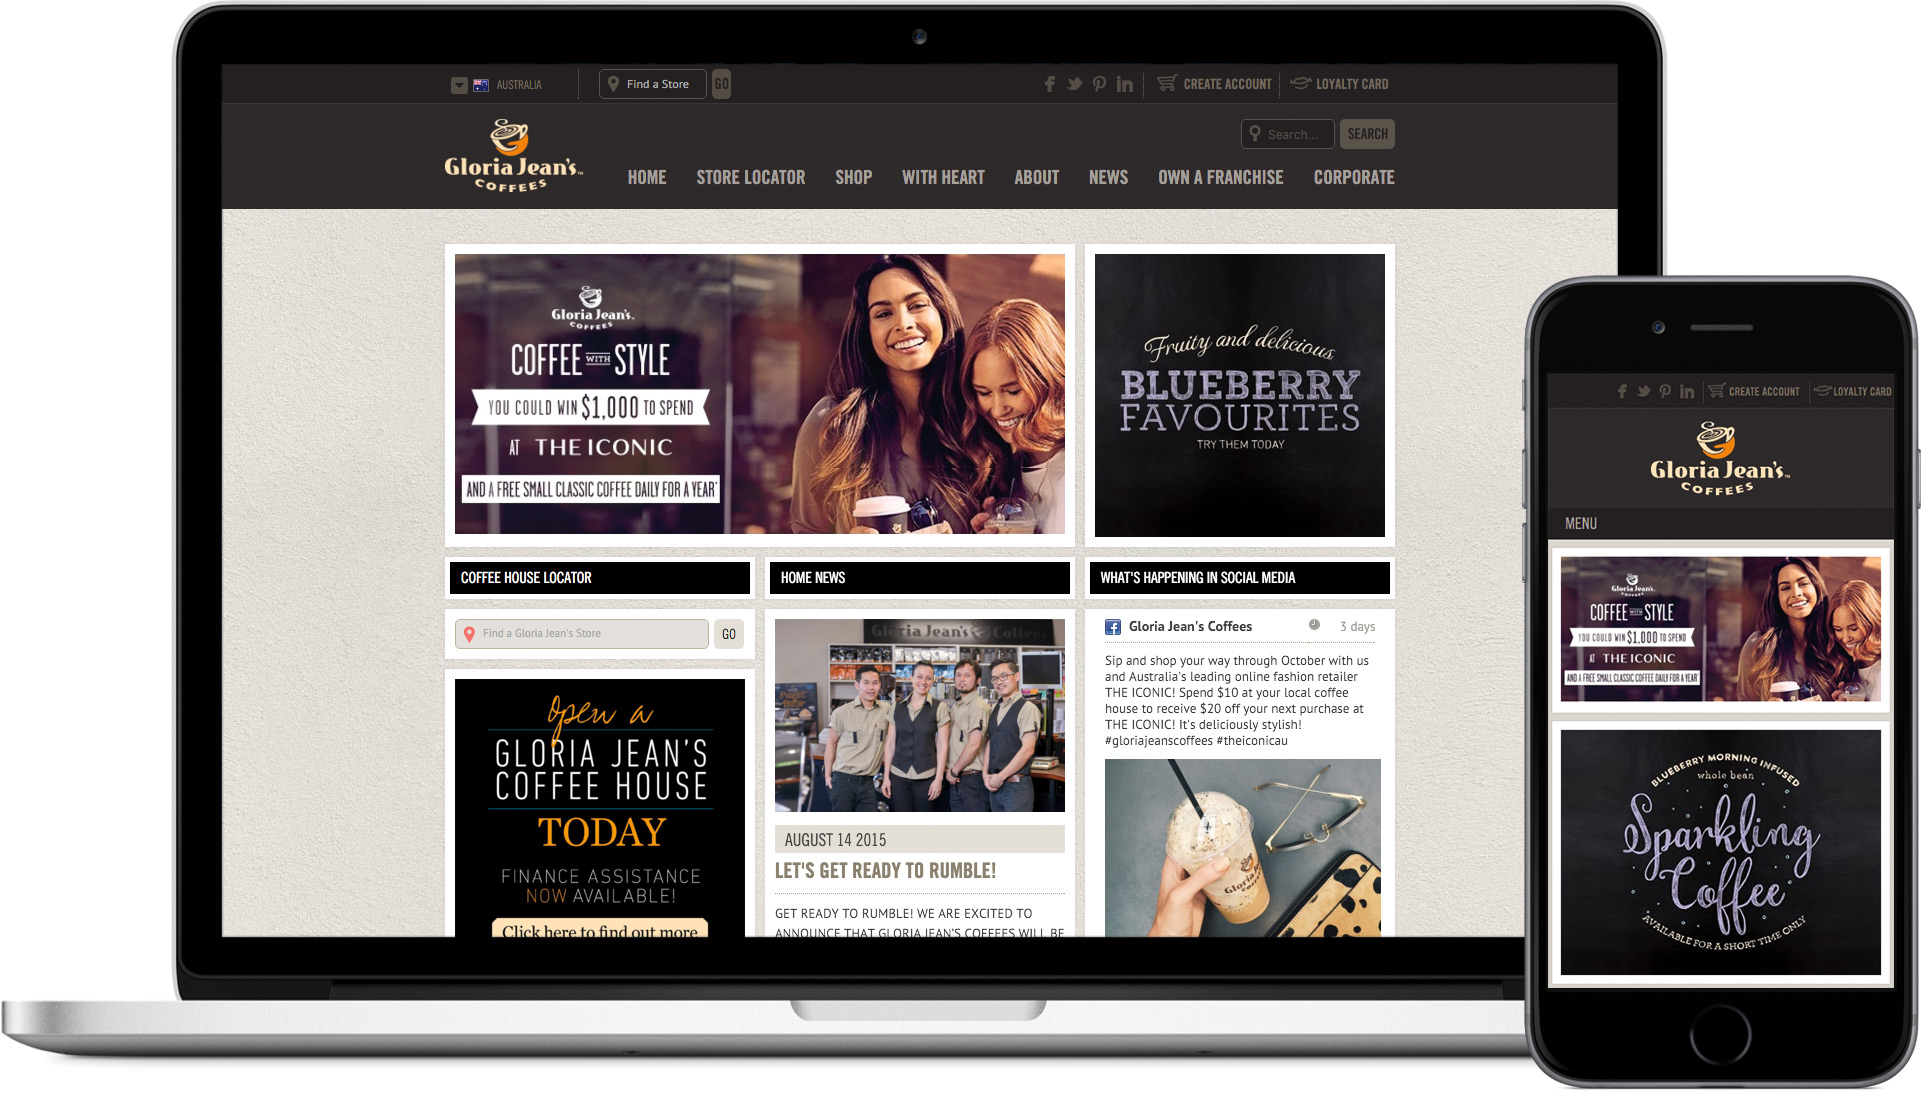 AUSTRALIA
Find a Store
GO
CREATE ACCOUNT
LOYALTY CARD
Search...
SEARCH
Gloria Jean's™
COFFEES
HOME
STORE LOCATOR
SHOP
WITH HEART
ABOUT
NEWS
OWN A FRANCHISE
CORPORATE
Gloria Jean's™
COFFEES
COFFEE WITH STYLE
YOU COULD WIN $1,000 TO SPEND
AT THE ICONIC
AND A FREE SMALL CLASSIC COFFEE DAILY FOR A YEAR*
Fruity and delicious
BLUEBERRY
FAVOURITES
TRY THEM TODAY
COFFEE HOUSE LOCATOR
Find a Gloria Jean's Store
GO
Open a
GLORIA JEAN'S
COFFEE HOUSE
TODAY
FINANCE ASSISTANCE
NOW AVAILABLE!
Click here to find out more
HOME NEWS
Gloria Jean's Coffees
AUGUST 14 2015
LET'S GET READY TO RUMBLE!
GET READY TO RUMBLE! WE ARE EXCITED TO
ANNOUNCE THAT GLORIA JEAN'S COFFEES WILL BE
WHAT'S HAPPENING IN SOCIAL MEDIA
Gloria Jean's Coffees
3 days
Sip and shop your way through October with us
and Australia's leading online fashion retailer
THE ICONIC! Spend $10 at your local coffee
house to receive $20 off your next purchase at
THE ICONIC! It's deliciously stylish!
#gloriajeanscoffees #theiconicau
Gloria Jean's
COFFEES
CREATE ACCOUNT
LOYALTY CARD
Gloria Jean's™
COFFEES
MENU
Gloria Jean's
COFFEES
COFFEE WITH STYLE
YOU COULD WIN $1,000 TO SPEND
AT THE ICONIC
AND A FREE SMALL CLASSIC COFFEE DAILY FOR A YEAR*
BLUEBERRY MORNING INFUSED
whole bean
Sparkling
Coffee
AVAILABLE FOR A SHORT TIME ONLY